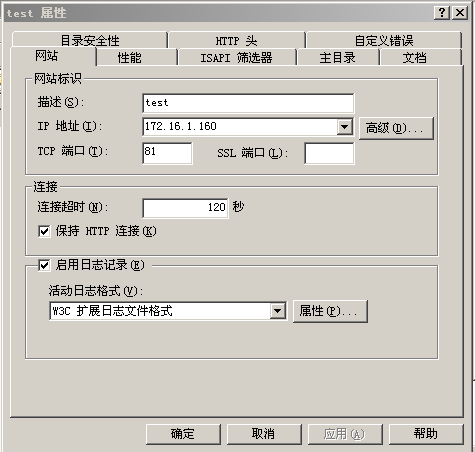 test 属性
目录安全性 HTTP 头 自定义错误
网站 性能 ISAPI 筛选器 主目录 文档
网站标识
描述(S): test
IP 地址(I): 172.16.1.160 高级(D)...
TCP 端口(T): 81 SSL 端口(L):
连接
连接超时(N): 120 秒
保持 HTTP 连接(K)
启用日志记录(E)
活动日志格式(V):
W3C 扩展日志文件格式 属性(P)...
确定 取消 应用(A) 帮助